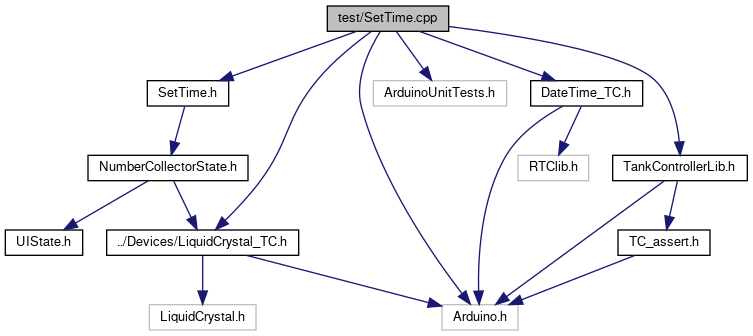 test/SetTime.cpp
SetTime.h
ArduinoUnitTests.h
DateTime_TC.h
NumberCollectorState.h
RTClib.h
TankControllerLib.h
UIState.h
../Devices/LiquidCrystal_TC.h
TC_assert.h
LiquidCrystal.h
Arduino.h